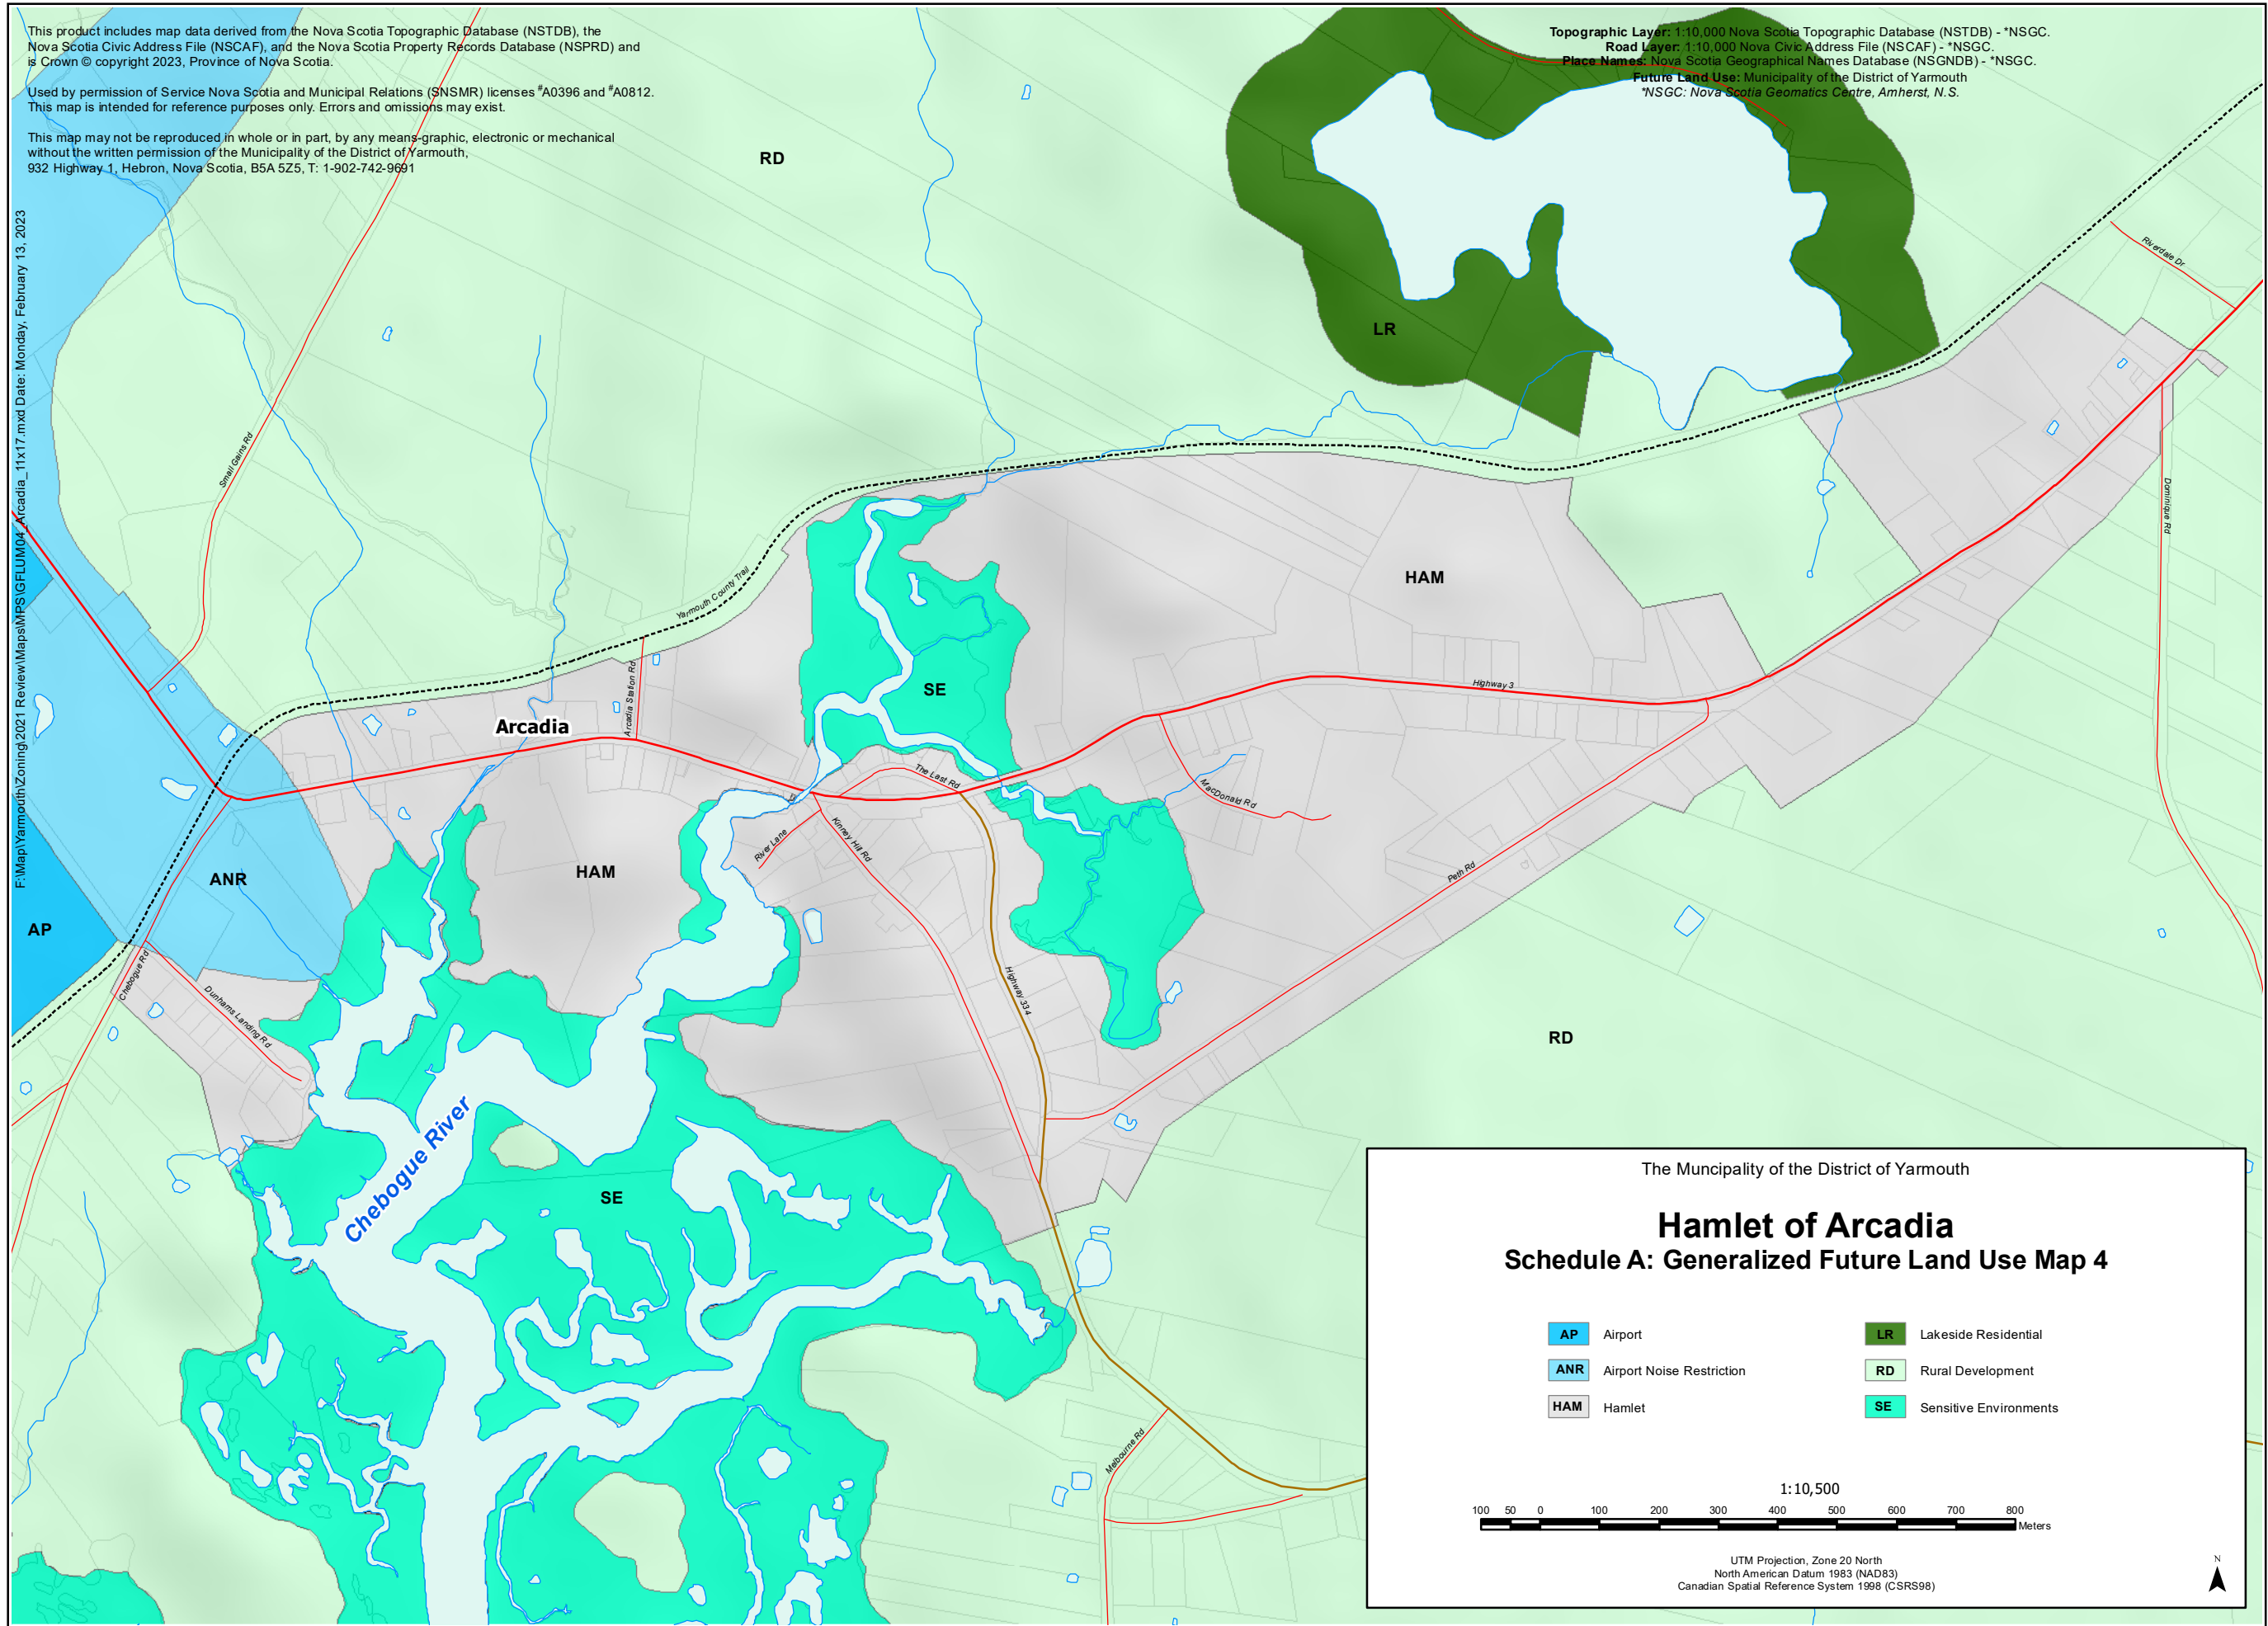 This product includes map data derived from the Nova Scotia Topographic Database (NSTDB), the
Nova Scotia Civic Address File (NSCAF), and the Nova Scotia Property Records Database (NSPRD) and
is Crown © copyright 2023, Province of Nova Scotia.
Used by permission of Service Nova Scotia and Municipal Relations (SNSMR) licenses #A0396 and #A0812.
This map is intended for reference purposes only. Errors and omissions may exist.
This map may not be reproduced in whole or in part, by any means-graphic, electronic or mechanical
without the written permission of the Municipality of the District of Yarmouth,
932 Highway 1, Hebron, Nova Scotia, B5A 5Z5, T: 1-902-742-9691
Topographic Layer: 1:10,000 Nova Scotia Topographic Database (NSTDB) - *NSGC.
Road Layer: 1:10,000 Nova Civic Address File (NSCAF) - *NSGC.
Place Names: Nova Scotia Geographical Names Database (NSGNDB) - *NSGC.
Future Land Use: Municipality of the District of Yarmouth
*NSGC: Nova Scotia Geomatics Centre, Amherst, N.S.
F:\Map\Yarmouth\Zoning\2021 Review\Maps\MPS\GFLUM04_Arcadia_11x17.mxd Date: Monday, February 13, 2023
RD
Riverdale Dr
LR
Small Gains Rd
Dominique Rd
Yarmouth County Trail
HAM
Arcadia Station Rd
SE
Highway 3
Arcadia
The Last Rd
MacDonald Rd
River Lane
Kinney Hill Rd
HAM
ANR
Peth Rd
AP
Chebogue Rd
Dunhams Landing Rd
Highway 334
RD
Chebogue River
SE
Melbourne Rd
The Muncipality of the District of Yarmouth
Hamlet of Arcadia
Schedule A: Generalized Future Land Use Map 4
AP Airport
ANR Airport Noise Restriction
HAM Hamlet
LR Lakeside Residential
RD Rural Development
SE Sensitive Environments
1:10,500
100 50 0 100 200 300 400 500 600 700 800
Meters
UTM Projection, Zone 20 North
North American Datum 1983 (NAD83)
Canadian Spatial Reference System 1998 (CSRS98)
N